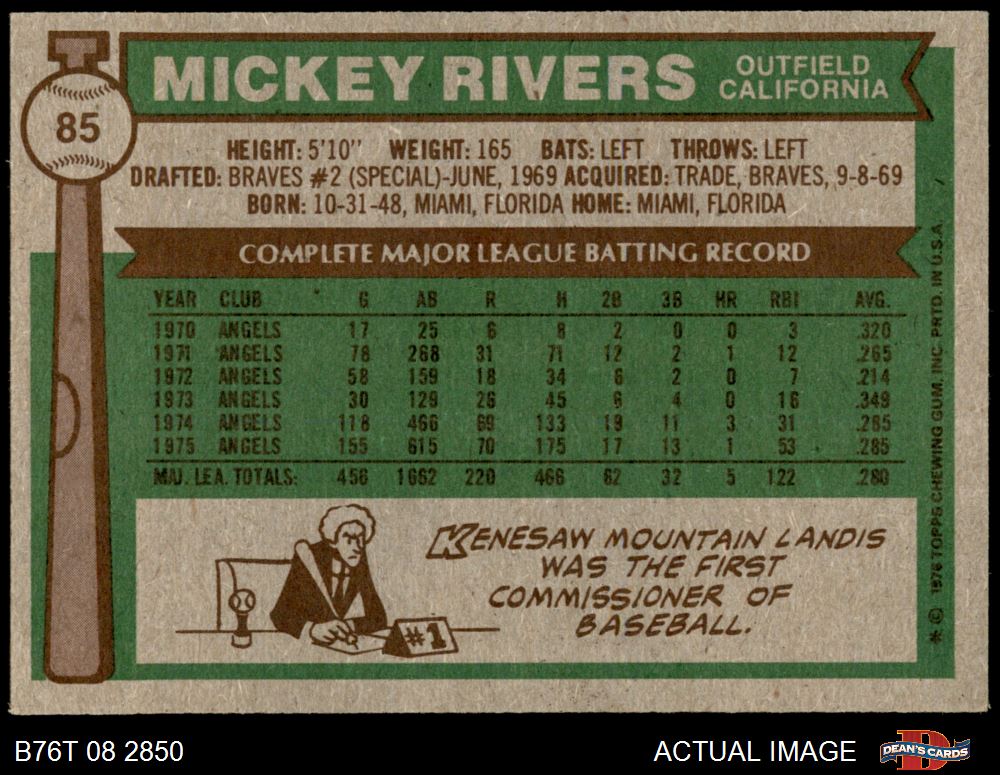 85
MICKEY RIVERS
OUTFIELD
CALIFORNIA
HEIGHT: 5'10" WEIGHT: 165 BATS: LEFT THROWS: LEFT
DRAFTED: BRAVES #2 (SPECIAL)-JUNE, 1969 ACQUIRED: TRADE, BRAVES, 9-8-69
BORN: 10-31-48, MIAMI, FLORIDA HOME: MIAMI, FLORIDA
COMPLETE MAJOR LEAGUE BATTING RECORD
YEAR CLUB G AB R H 2B 3B HR RBI AVG.
1970 ANGELS 17 25 6 8 2 0 0 3 .320
1971 ANGELS 78 268 31 71 12 2 1 12 .265
1972 ANGELS 58 159 18 34 6 2 0 7 .214
1973 ANGELS 30 129 26 45 6 4 0 16 .349
1974 ANGELS 118 466 69 133 19 11 3 31 .285
1975 ANGELS 155 615 70 175 17 13 1 53 .285
MAJ. LEA. TOTALS: 456 1662 220 466 62 32 5 122 .280
KENESAW MOUNTAIN LANDIS
WAS THE FIRST
COMMISSIONER OF
BASEBALL.
#1
* © 1976 TOPPS CHEWING GUM, INC. PRTD. IN U.S.A.
B76T 08 2850
ACTUAL IMAGE
DEAN'S CARDS